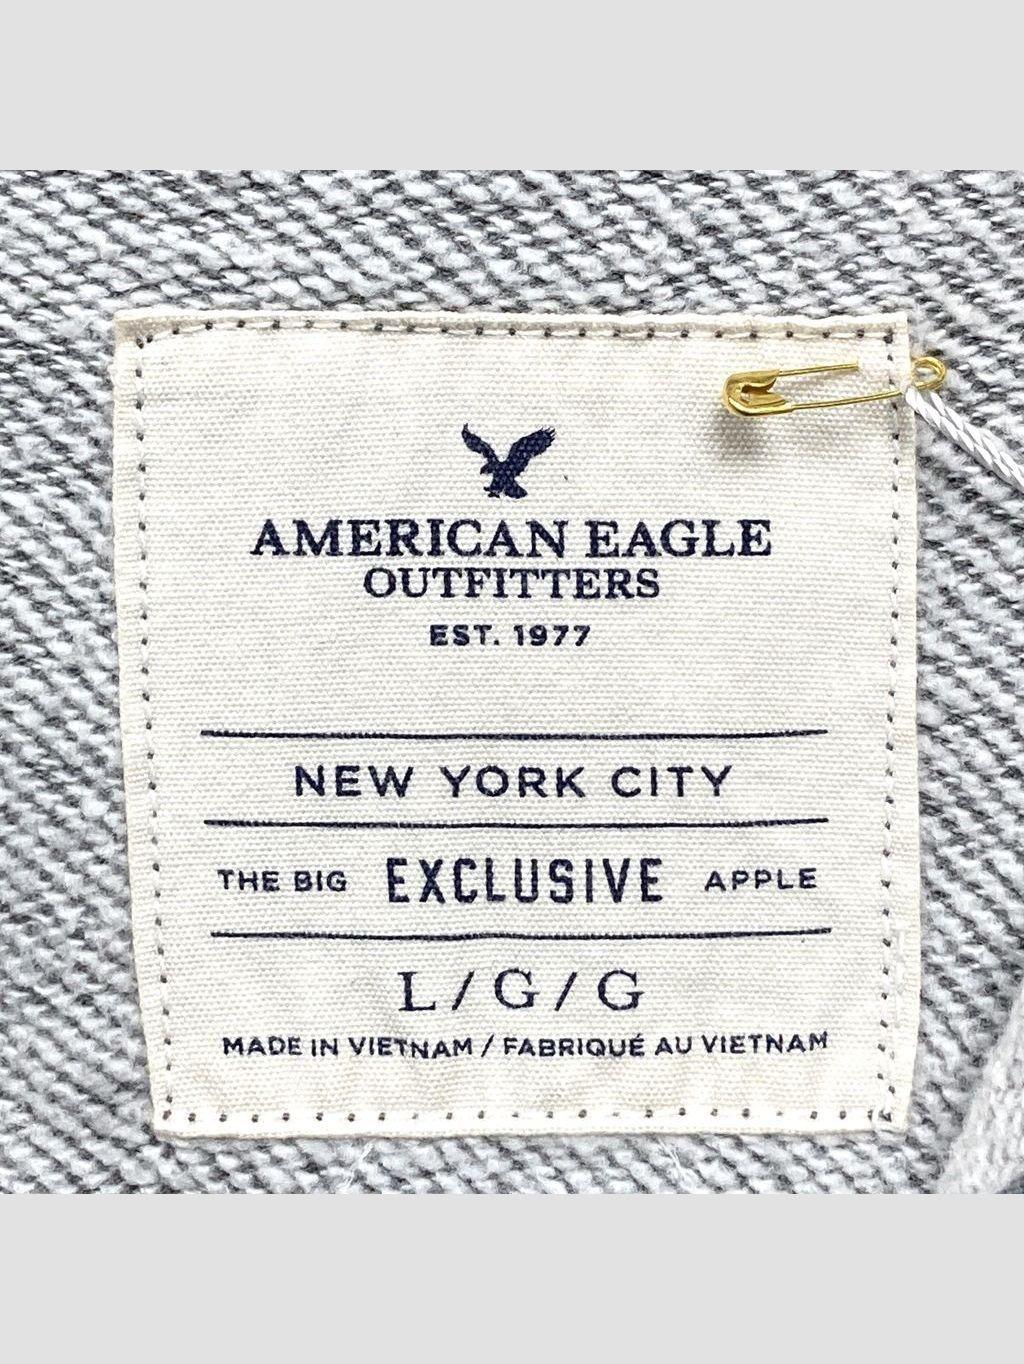 AMERICAN EAGLE
OUTFITTERS
EST. 1977
NEW YORK CITY
THE BIG EXCLUSIVE APPLE
L / G / G
MADE IN VIETNAM / FABRIQUÉ AU VIETNAM